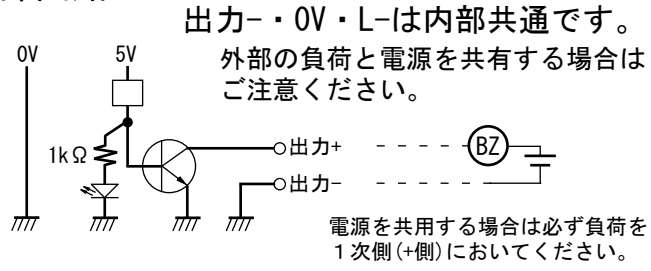 出力-・0V・L-は内部共通です。
外部の負荷と電源を共有する場合は
ご注意ください。
0V
5V
1kΩ
出力+
BZ
出力-
電源を共用する場合は必ず負荷を
1次側(+側)においてください。